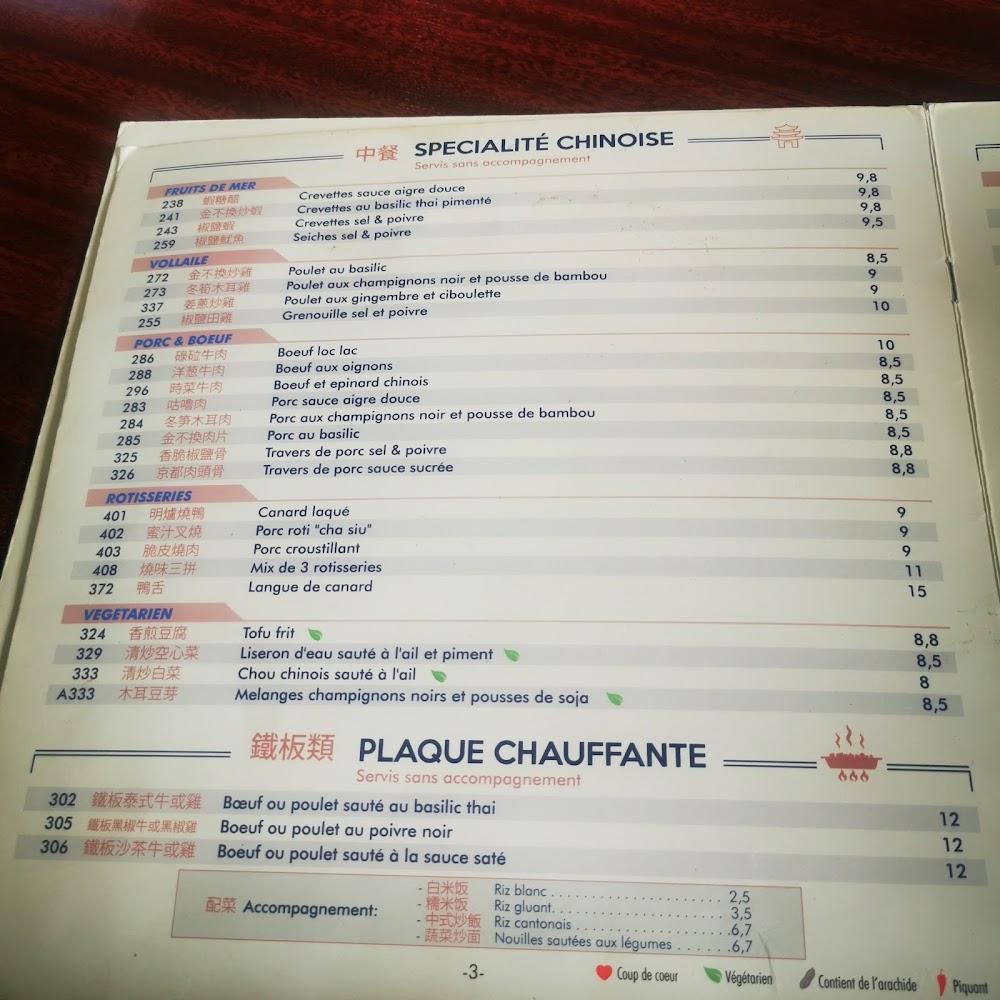 中餐 SPECIALITÉ CHINOISE
Servis sans accompagnement
FRUITS DE MER
238 蝦糖醋 Crevettes sauce aigre douce 9,8
241 金不換炒蝦 Crevettes au basilic thai pimenté 9,8
243 椒鹽蝦 Crevettes sel & poivre 9,8
259 椒鹽魷魚 Seiches sel & poivre 9,5
VOLLAILE
272 金不換炒雞 Poulet au basilic 8,5
273 冬筍木耳雞 Poulet aux champignons noir et pousse de bambou 9
337 姜蔥炒雞 Poulet aux gingembre et ciboulette 9
255 椒鹽田雞 Grenouille sel et poivre 10
PORC & BOEUF
286 碌砬牛肉 Boeuf loc lac 10
288 洋葱牛肉 Boeuf aux oignons 8,5
296 時菜牛肉 Boeuf et epinard chinois 8,5
283 咕嚕肉 Porc sauce aigre douce 8,5
284 冬笋木耳肉 Porc aux champignons noir et pousse de bambou 8,5
285 金不換肉片 Porc au basilic 8,5
325 香脆椒鹽骨 Travers de porc sel & poivre 8,8
326 京都肉頭骨 Travers de porc sauce sucrée 8,8
ROTISSERIES
401 明爐燒鴨 Canard laqué 9
402 蜜汁叉燒 Porc roti "cha siu" 9
403 脆皮燒肉 Porc croustillant 9
408 燒味三拼 Mix de 3 rotisseries 11
372 鴨舌 Langue de canard 15
VEGETARIEN
324 香煎豆腐 Tofu frit 8,8
329 清炒空心菜 Liseron d'eau sauté à l'ail et piment 8,5
333 清炒白菜 Chou chinois sauté à l'ail 8
A333 木耳豆芽 Melanges champignons noirs et pousses de soja 8,5
鐵板類 PLAQUE CHAUFFANTE
Servis sans accompagnement
302 鐵板泰式牛或雞 Bœuf ou poulet sauté au basilic thai 12
305 鐵板黑椒牛或黑椒雞 Boeuf ou poulet au poivre noir 12
306 鐵板沙茶牛或雞 Boeuf ou poulet sauté à la sauce saté 12
配菜 Accompagnement:
- 白米饭 Riz blanc ........................ 2,5
- 糯米饭 Riz gluant........................ 3,5
- 中式炒飯 Riz cantonais ....................6,7
- 蔬菜炒面 Nouilles sautées aux légumes .......6,7
-3-
Coup de coeur Végétarien Contient de l'arachide Piquant